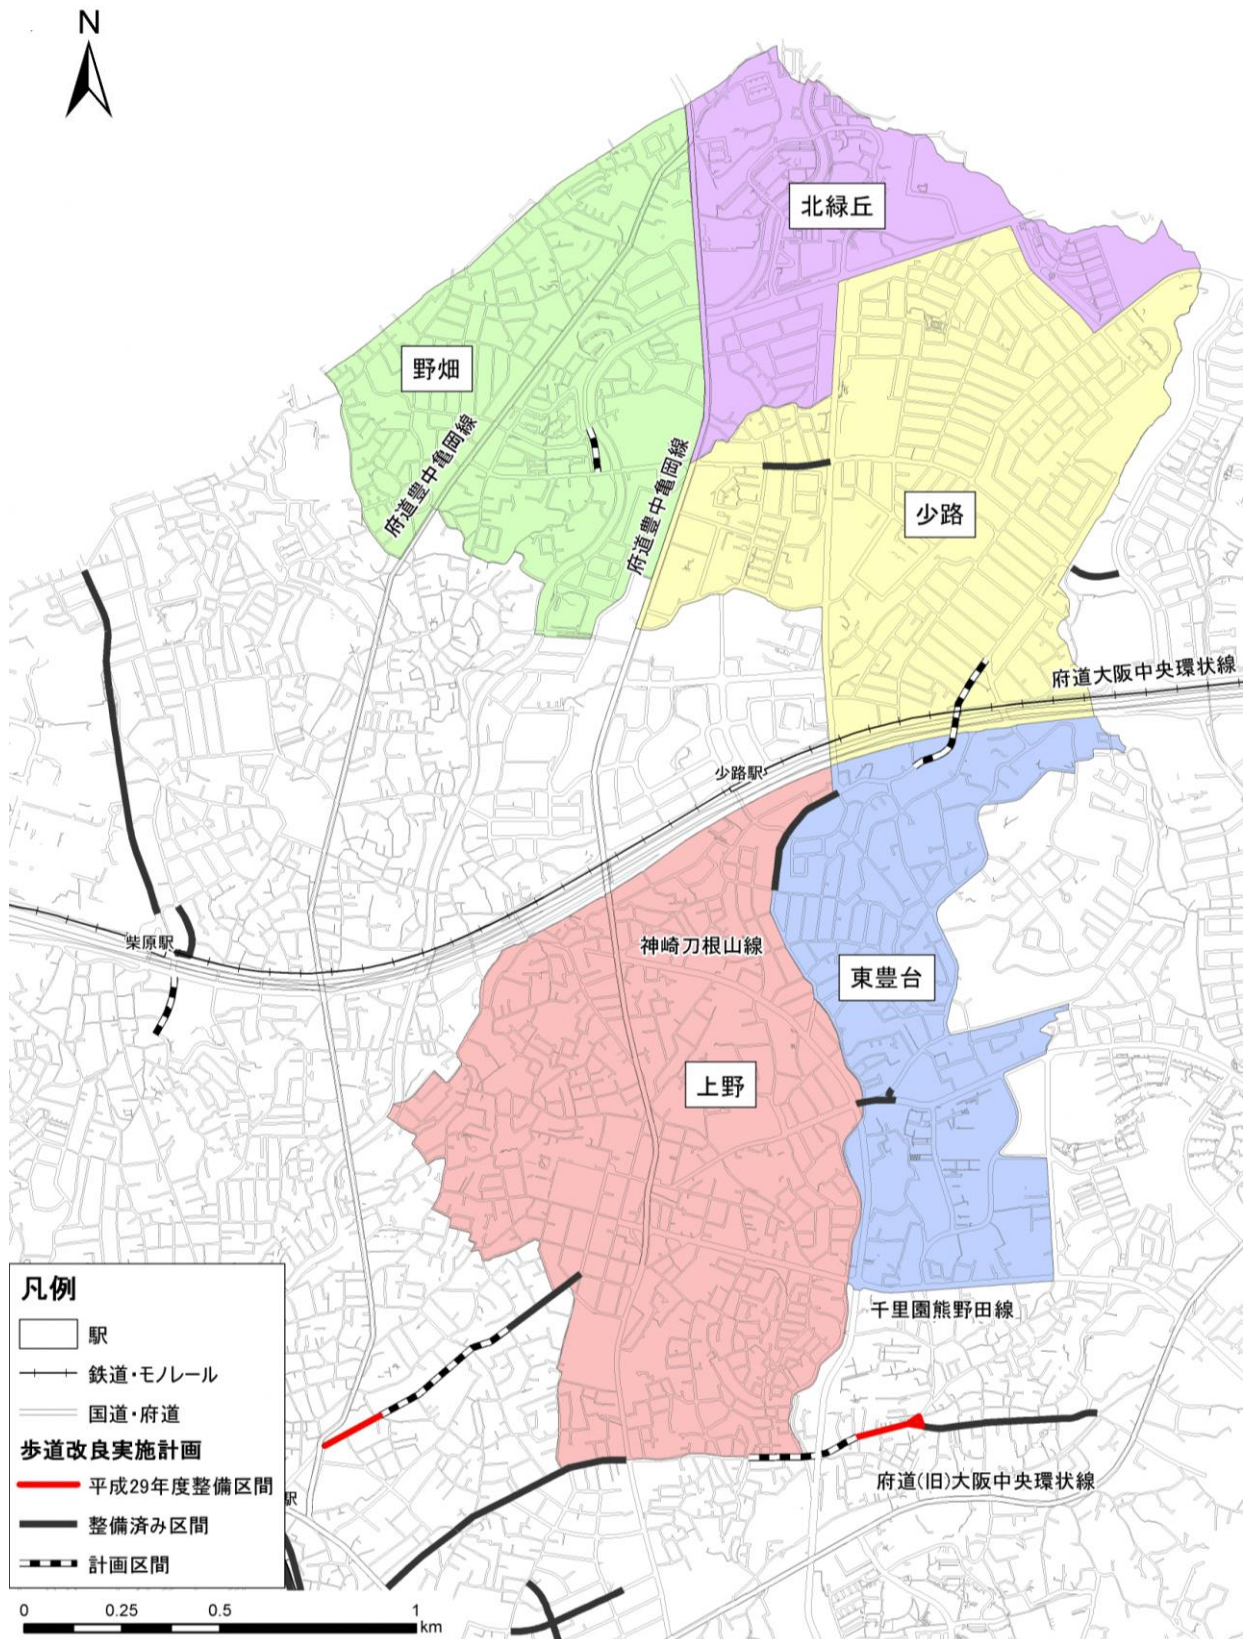 N
北緑丘
野畑
府道豊中亀岡線
府道豊中亀岡線
少路
府道大阪中央環状線
少路駅
柴原駅
神崎刀根山線
東豊台
上野
千里園熊野田線
府道(旧)大阪中央環状線
駅
凡例
駅
鉄道・モノレール
国道・府道
歩道改良実施計画
平成29年度整備区間
整備済み区間
計画区間
0 0.25 0.5 1
km